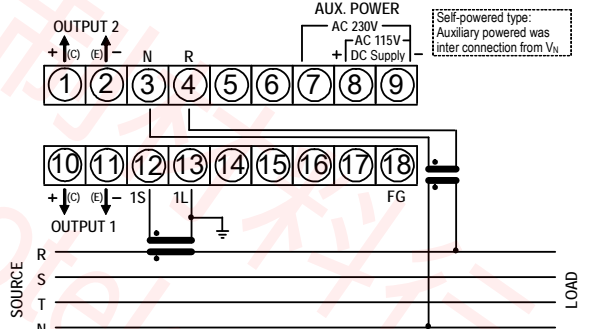 AUX. POWER
AC 230V
AC 115V
+ DC Supply −
Self-powered type:
Auxiliary powered was
inter connection from VN
OUTPUT 2
+ (C) (E) −
N R
1 2 3 4 5 6 7 8 9
10 11 12 13 14 15 16 17 18
+ (C) (E) − 1S 1L FG
OUTPUT 1
SOURCE
R
S
T
N
LOAD